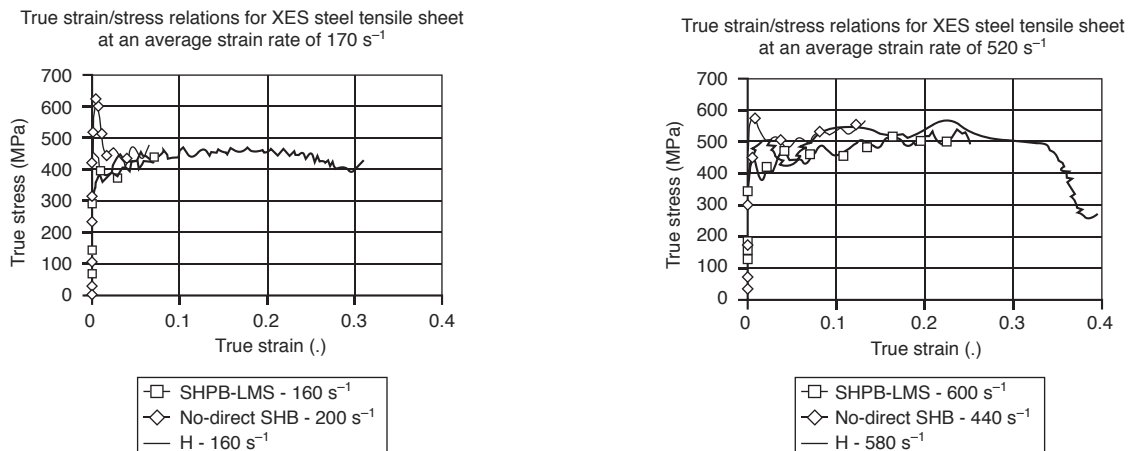 True strain/stress relations for XES steel tensile sheet
at an average strain rate of 170 s⁻¹
700
600
500
400
300
200
100
0
True stress (MPa)
0
0.1
0.2
0.3
0.4
True strain (.)
SHPB-LMS - 160 s⁻¹
No-direct SHB - 200 s⁻¹
H - 160 s⁻¹
True strain/stress relations for XES steel tensile sheet
at an average strain rate of 520 s⁻¹
700
600
500
400
300
200
100
0
True stress (MPa)
0
0.1
0.2
0.3
0.4
True strain (.)
SHPB-LMS - 600 s⁻¹
No-direct SHB - 440 s⁻¹
H - 580 s⁻¹